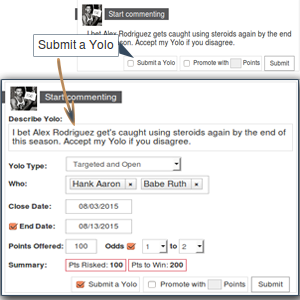 Start commenting
I bet Alex Rodriguez gets caught using steroids again by the end
of this season. Accept my Yolo if you disagree.
Submit a Yolo
Submit a Yolo Promote with Points Submit
Start commenting
Describe Yolo:
I bet Alex Rodriguez get's caught using steroids again by the end of
this season. Accept my Yolo if you disagree.
Yolo Type: Targeted and Open
Who: Hank Aaron × Babe Ruth ×
Close Date: 08/03/2015
End Date: 08/13/2015
Points Offered: 100 Odds 1 to 2
Summary: Pts Risked: 100 Pts to Win: 200
Submit a Yolo Promote with Points Submit